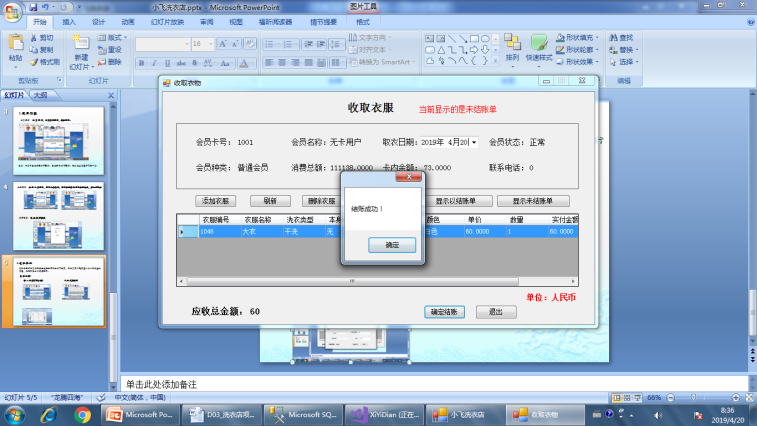 小飞洗衣店.pptx - Microsoft PowerPoint
图片工具
开始 插入 设计 动画 幻灯片放映 审阅 视图 福昕阅读器 提节提要 格式
粘贴
剪切
复制
格式刷
剪贴板
新建
幻灯片
版式
重设
删除
幻灯片
16
B I U abc S AV Aa A
文字方向
对齐文本
转换为 SmartArt
排列 快速样式
形状填充
形状轮廓
形状效果
查找
替换
选择
编辑
幻灯片 大纲
4
5
收取衣物
收取衣服
当前显示的是未结账单
会员卡号: 1001 会员名称: 无卡用户 取衣日期: 2019年 4月20 会员状态: 正常
会员种类: 普通会员 消费总额: 111138.0000 卡内金额: 73.0000 联系电话: 0
添加衣服 刷新 删除衣服 显示以结账单 显示未结账单
衣服编号 衣服名称 洗衣类型 单价 数量 实付金额
1046 大衣 干洗 无 白色 60.0000 1 60.0000
结账成功！
确定
单位: 人民币
应收总金额: 60
确定结账 退出
单击此处添加备注
幻灯片 5/5 "龙腾四海" 中文(简体，中国) 66%
Microsoft Po... D03_洗衣店项... Microsoft SQ... XiYiDian (正在... 小飞洗衣店 收取衣物
8:36
2019/4/20